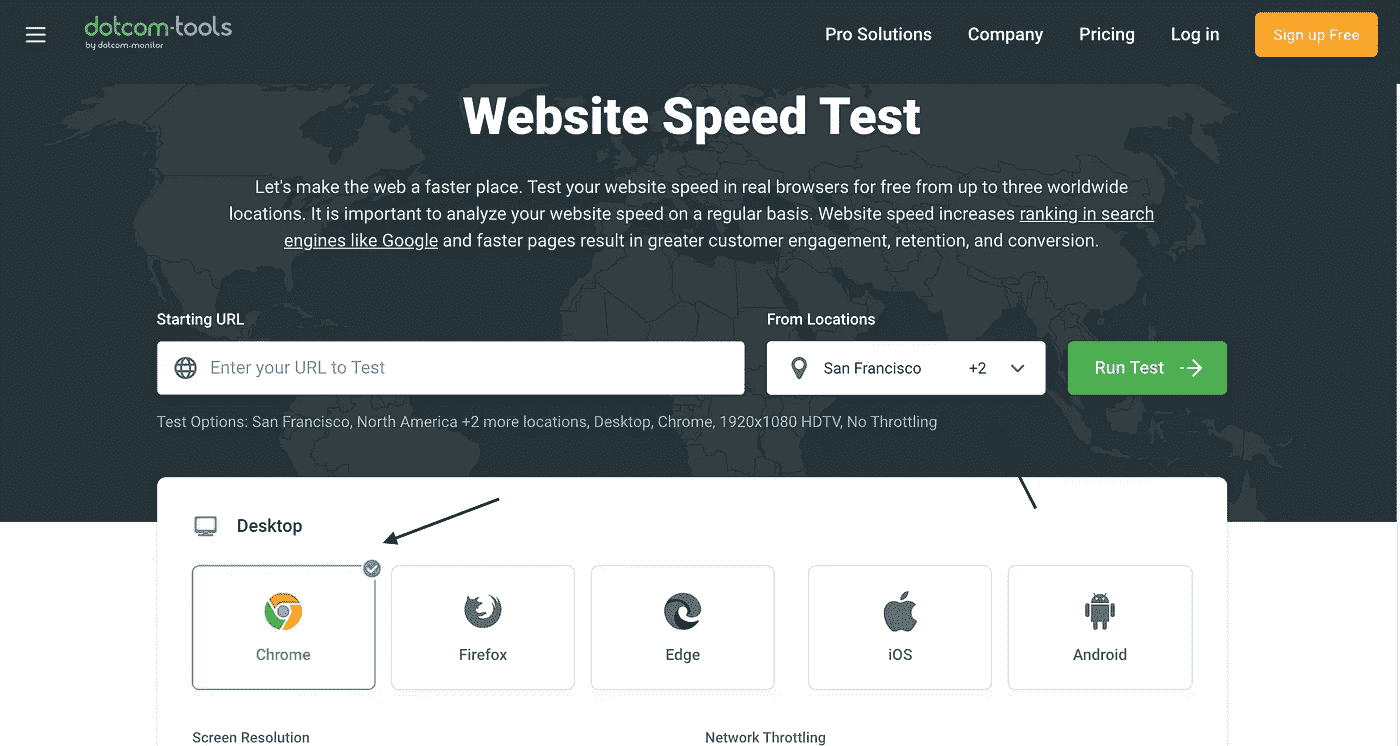 dotcom-tools
by dotcom-monitor
Pro Solutions
Company
Pricing
Log in
Sign up Free
Website Speed Test
Let's make the web a faster place. Test your website speed in real browsers for free from up to three worldwide
locations. It is important to analyze your website speed on a regular basis. Website speed increases ranking in search
engines like Google and faster pages result in greater customer engagement, retention, and conversion.
Starting URL
From Locations
Enter your URL to Test
San Francisco +2
Run Test
Test Options: San Francisco, North America +2 more locations, Desktop, Chrome, 1920x1080 HDTV, No Throttling
Desktop
Chrome
Firefox
Edge
iOS
Android
Screen Resolution
Network Throttling